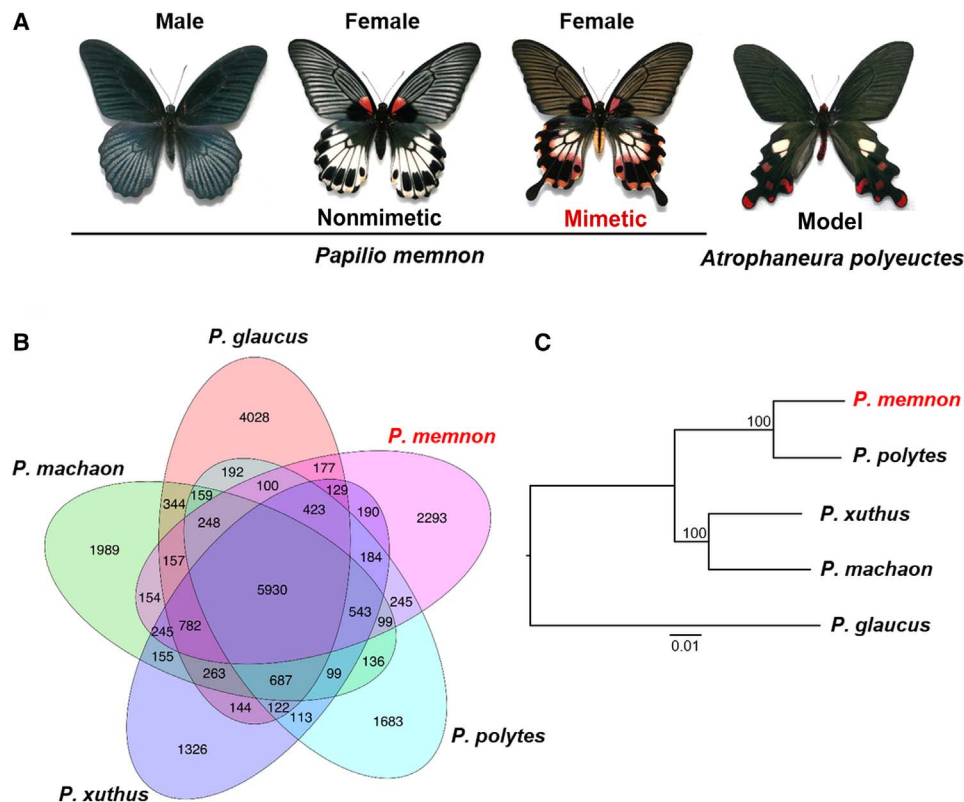 A
Male
Female
Female
Nonmimetic
Mimetic
Model
Papilio memnon
Atrophaneura polyeuctes
B
P. glaucus
P. memnon
P. machaon
P. polytes
P. xuthus
4028
192
177
100
129
159
344
423
190
2293
248
1989
157
184
5930
154
245
543
99
782
245
155
136
263
687
99
144
122
113
1683
1326
C
P. memnon
100
P. polytes
P. xuthus
100
P. machaon
P. glaucus
0.01